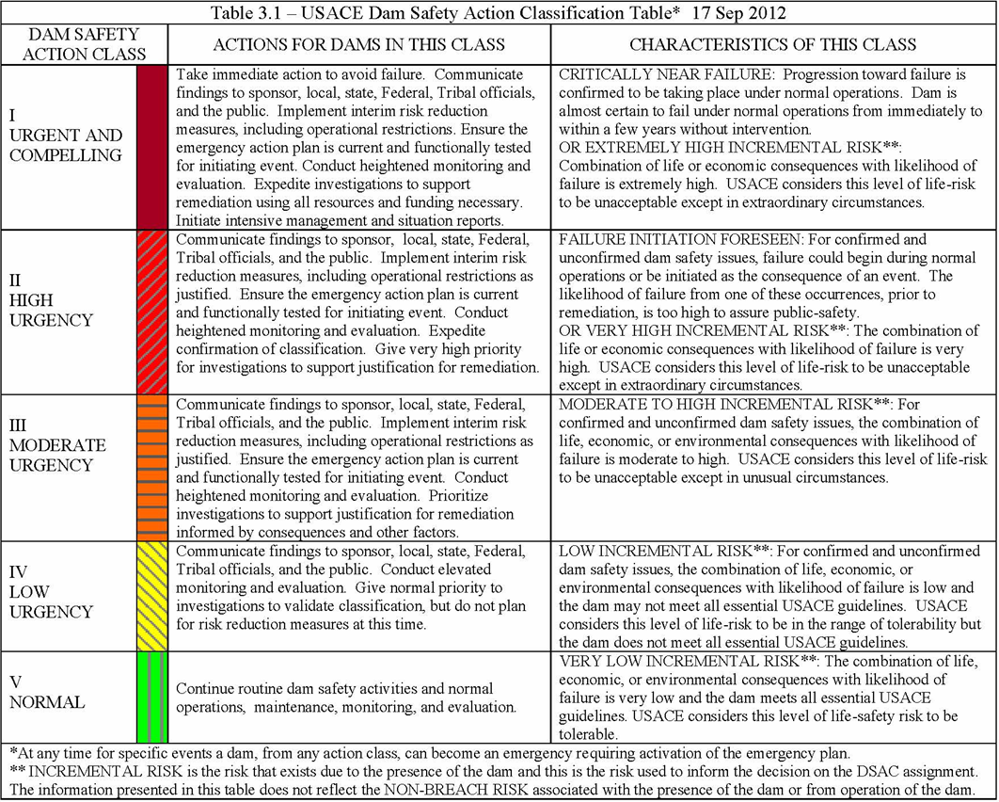 Table 3.1 – USACE Dam Safety Action Classification Table* 17 Sep 2012
DAM SAFETY
ACTION CLASS
ACTIONS FOR DAMS IN THIS CLASS
CHARACTERISTICS OF THIS CLASS
I
URGENT AND
COMPELLING
Take immediate action to avoid failure. Communicate
findings to sponsor, local, state, Federal, Tribal officials,
and the public. Implement interim risk reduction
measures, including operational restrictions. Ensure the
emergency action plan is current and functionally tested
for initiating event. Conduct heightened monitoring and
evaluation. Expedite investigations to support
remediation using all resources and funding necessary.
Initiate intensive management and situation reports.
CRITICALLY NEAR FAILURE: Progression toward failure is
confirmed to be taking place under normal operations. Dam is
almost certain to fail under normal operations from immediately to
within a few years without intervention.
OR EXTREMELY HIGH INCREMENTAL RISK**:
Combination of life or economic consequences with likelihood of
failure is extremely high. USACE considers this level of life-risk
to be unacceptable except in extraordinary circumstances.
II
HIGH
URGENCY
Communicate findings to sponsor, local, state, Federal,
Tribal officials, and the public. Implement interim risk
reduction measures, including operational restrictions as
justified. Ensure the emergency action plan is current
and functionally tested for initiating event. Conduct
heightened monitoring and evaluation. Expedite
confirmation of classification. Give very high priority
for investigations to support justification for remediation.
FAILURE INITIATION FORESEEN: For confirmed and
unconfirmed dam safety issues, failure could begin during normal
operations or be initiated as the consequence of an event. The
likelihood of failure from one of these occurrences, prior to
remediation, is too high to assure public-safety.
OR VERY HIGH INCREMENTAL RISK**: The combination of
life or economic consequences with likelihood of failure is very
high. USACE considers this level of life-risk to be unacceptable
except in extraordinary circumstances.
III
MODERATE
URGENCY
Communicate findings to sponsor, local, state, Federal,
Tribal officials, and the public. Implement interim risk
reduction measures, including operational restrictions as
justified. Ensure the emergency action plan is current
and functionally tested for initiating event. Conduct
heightened monitoring and evaluation. Prioritize
investigations to support justification for remediation
informed by consequences and other factors.
MODERATE TO HIGH INCREMENTAL RISK**: For
confirmed and unconfirmed dam safety issues, the combination of
life, economic, or environmental consequences with likelihood of
failure is moderate to high. USACE considers this level of life-risk
to be unacceptable except in unusual circumstances.
IV
LOW
URGENCY
Communicate findings to sponsor, local, state, Federal,
Tribal officials, and the public. Conduct elevated
monitoring and evaluation. Give normal priority to
investigations to validate classification, but do not plan
for risk reduction measures at this time.
LOW INCREMENTAL RISK**: For confirmed and unconfirmed
dam safety issues, the combination of life, economic, or
environmental consequences with likelihood of failure is low and
the dam may not meet all essential USACE guidelines. USACE
considers this level of life-risk to be in the range of tolerability but
the dam does not meet all essential USACE guidelines.
V
NORMAL
Continue routine dam safety activities and normal
operations, maintenance, monitoring, and evaluation.
VERY LOW INCREMENTAL RISK**: The combination of life,
economic, or environmental consequences with likelihood of
failure is very low and the dam meets all essential USACE
guidelines. USACE considers this level of life-safety risk to be
tolerable.
*At any time for specific events a dam, from any action class, can become an emergency requiring activation of the emergency plan.
** INCREMENTAL RISK is the risk that exists due to the presence of the dam and this is the risk used to inform the decision on the DSAC assignment.
The information presented in this table does not reflect the NON-BREACH RISK associated with the presence of the dam or from operation of the dam.